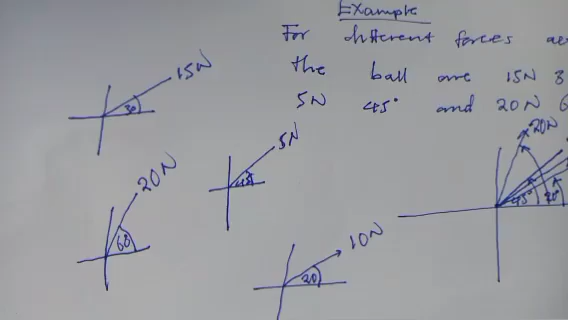 Example
For different forces
the ball are 15N 3
5N 45° and 20N 6
15N
30
5N
45
20N
60
10N
20
20N
45°